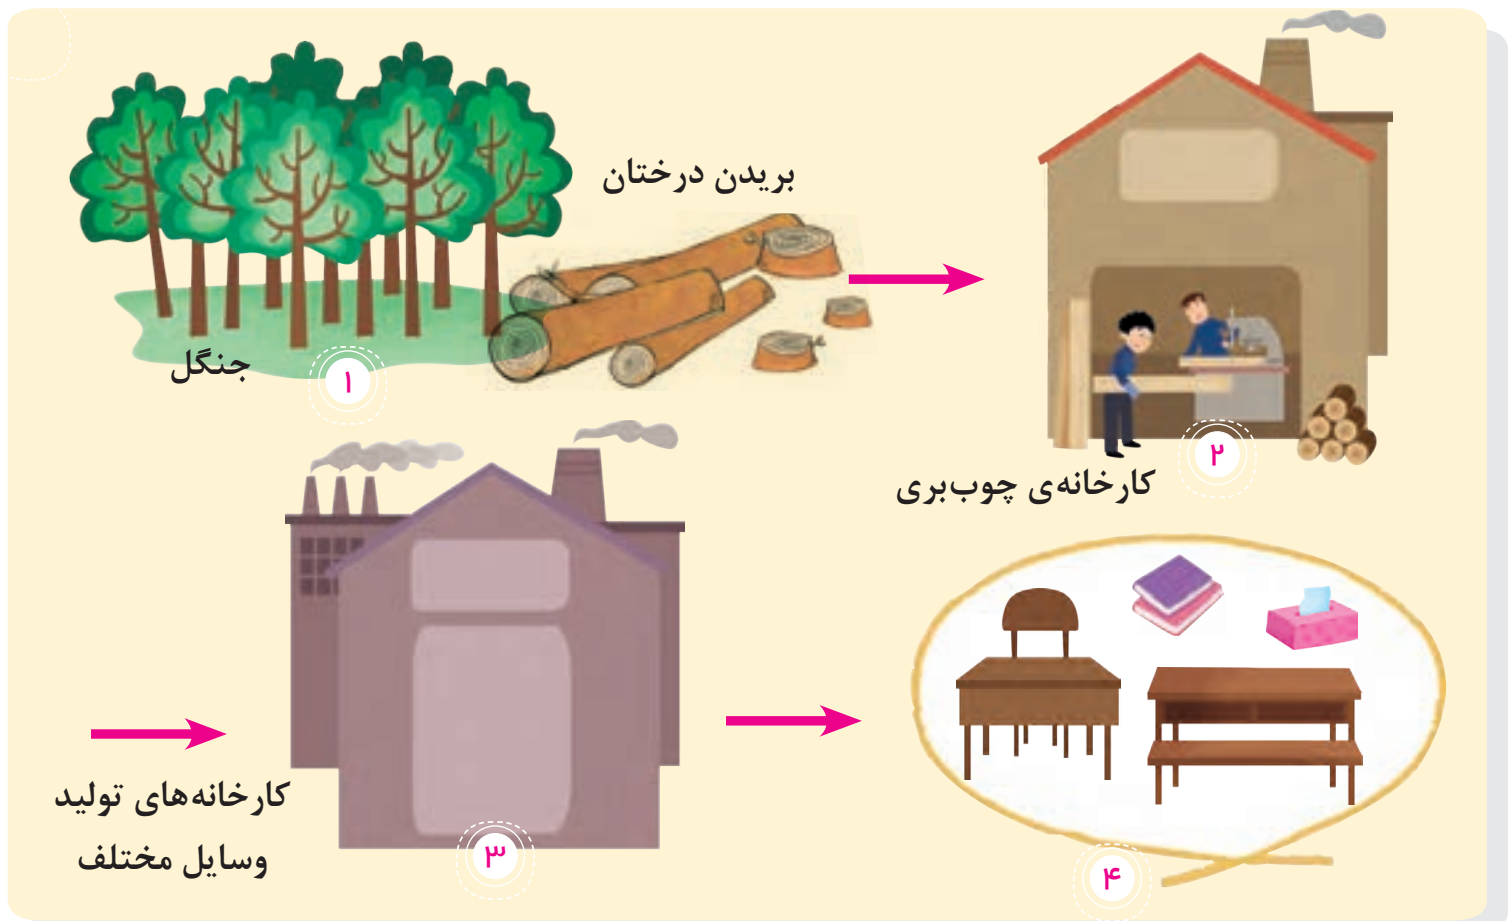 بریدن درختان
جنگل
۱
۲
کارخانه‌ی چوب‌بری
کارخانه‌های تولید
وسایل مختلف
۳
۴